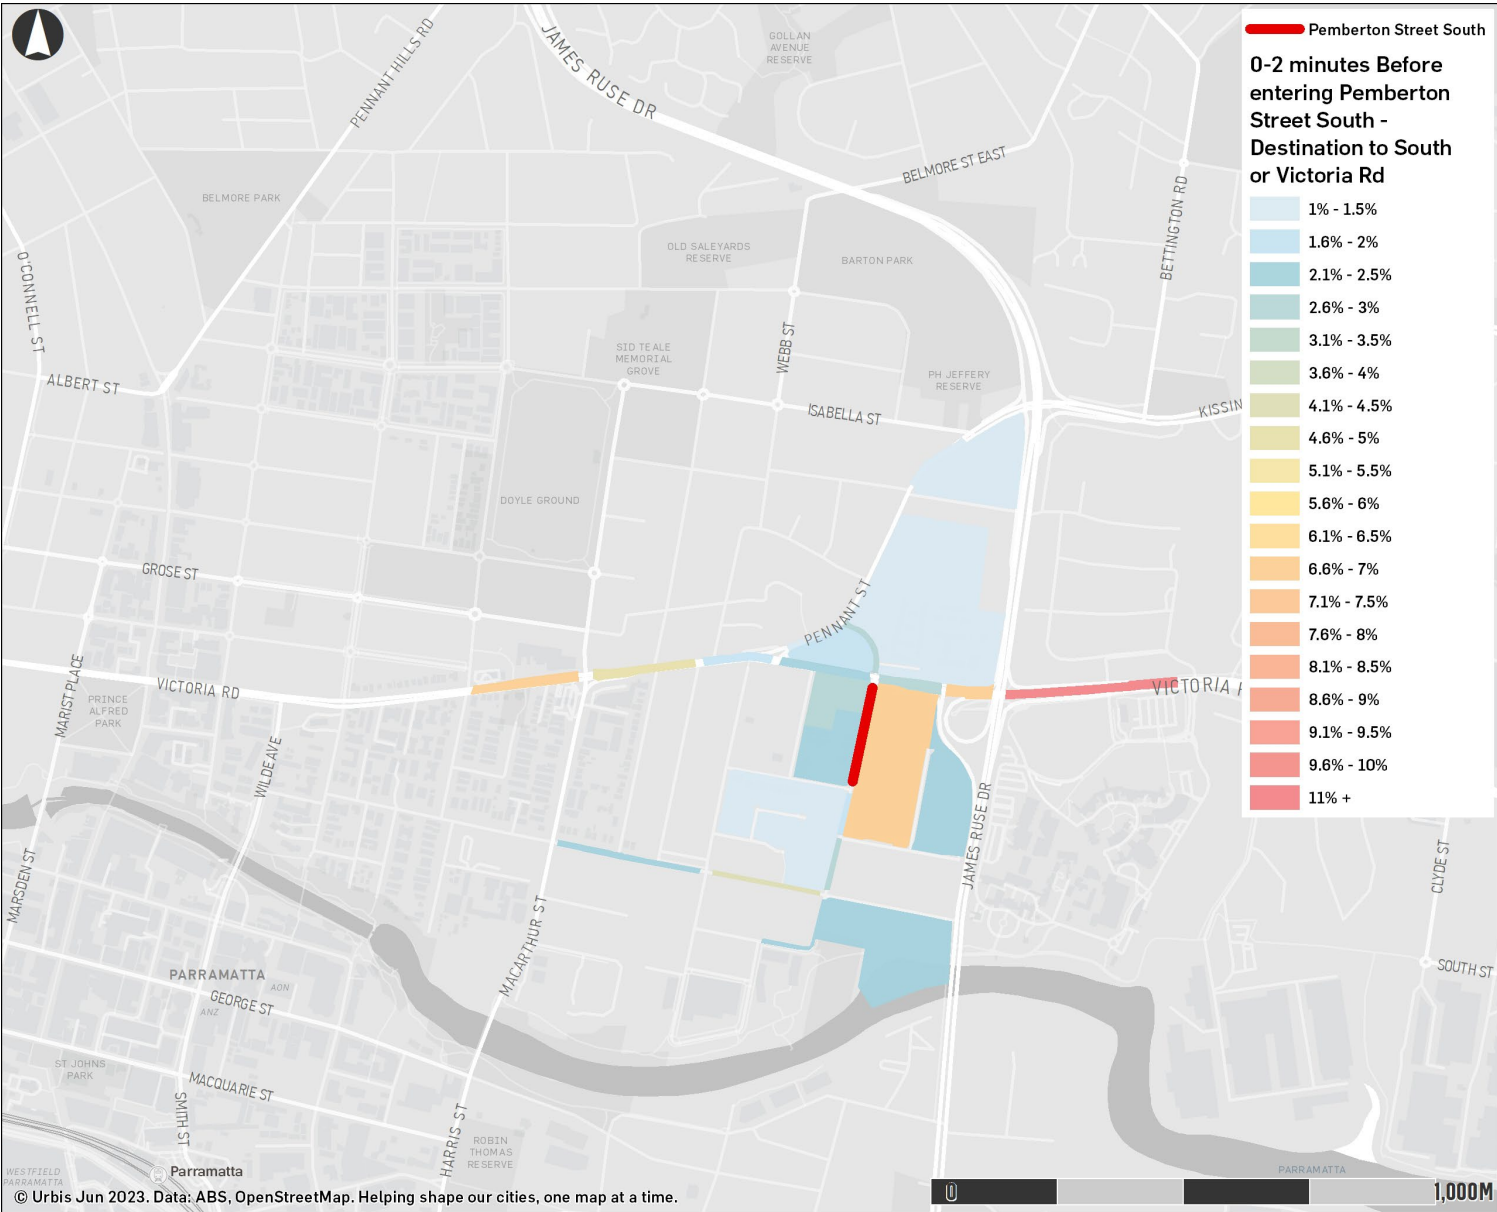 Pemberton Street South
0-2 minutes Before
entering Pemberton
Street South -
Destination to South
or Victoria Rd
1% - 1.5%
1.6% - 2%
2.1% - 2.5%
2.6% - 3%
3.1% - 3.5%
3.6% - 4%
4.1% - 4.5%
4.6% - 5%
5.1% - 5.5%
5.6% - 6%
6.1% - 6.5%
6.6% - 7%
7.1% - 7.5%
7.6% - 8%
8.1% - 8.5%
8.6% - 9%
9.1% - 9.5%
9.6% - 10%
11% +
PENNANT HILLS RD
JAMES RUSE DR
GOLLAN
AVENUE
RESERVE
BELMORE ST EAST
BETTINGTON RD
BELMORE PARK
OLD SALEYARDS
RESERVE
BARTON PARK
O'CONNELL ST
WEBB ST
SID TEALE
MEMORIAL
GROVE
PH JEFFERY
RESERVE
ALBERT ST
ISABELLA ST
KISSIN
DOYLE GROUND
GROSE ST
PENNANT ST
MARIST PLACE
VICTORIA RD
VICTORIA R
PRINCE
ALFRED
PARK
WILDE AVE
JAMES RUSE DR
MARSDEN ST
CLYDE ST
MACARTHUR ST
PARRAMATTA
AON
GEORGE ST
ANZ
SOUTH ST
ST JOHNS
PARK
MACQUARIE ST
SMITH ST
HARRIS ST
ROBIN
THOMAS
RESERVE
WESTFIELD
PARRAMATTA
Parramatta
PARRAMATTA
© Urbis Jun 2023. Data: ABS, OpenStreetMap. Helping shape our cities, one map at a time.
0
1,000M